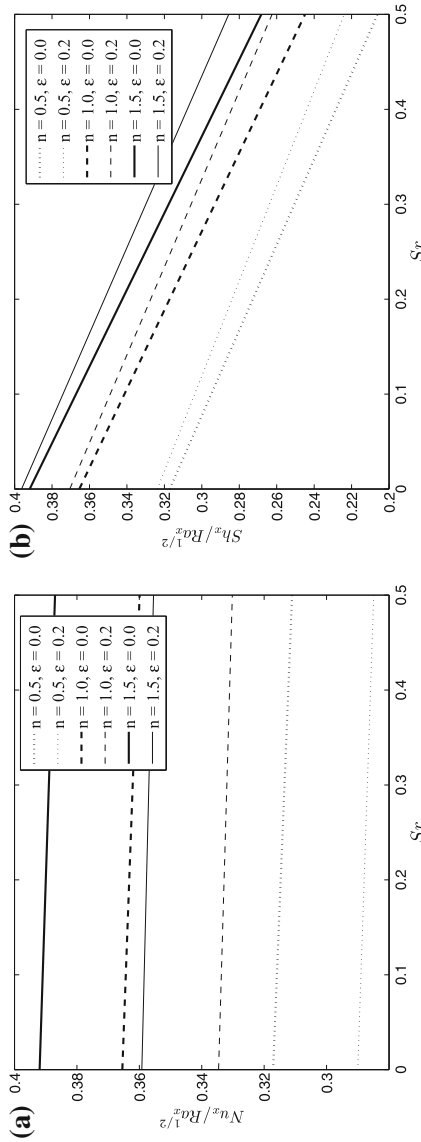 (a)
0.4
0.38
0.36
0.34
0.32
0.3
Nu_x/Ra_x^{1/2}
0
0.1
0.2
0.3
0.4
0.5
Sr
n = 0.5, ε = 0.0
n = 0.5, ε = 0.2
n = 1.0, ε = 0.0
n = 1.0, ε = 0.2
n = 1.5, ε = 0.0
n = 1.5, ε = 0.2
(b)
0.4
0.38
0.36
0.34
0.32
0.3
0.28
0.26
0.24
0.22
0.2
Sh_x/Ra_x^{1/2}
0
0.1
0.2
0.3
0.4
0.5
Sr
n = 0.5, ε = 0.0
n = 0.5, ε = 0.2
n = 1.0, ε = 0.0
n = 1.0, ε = 0.2
n = 1.5, ε = 0.0
n = 1.5, ε = 0.2